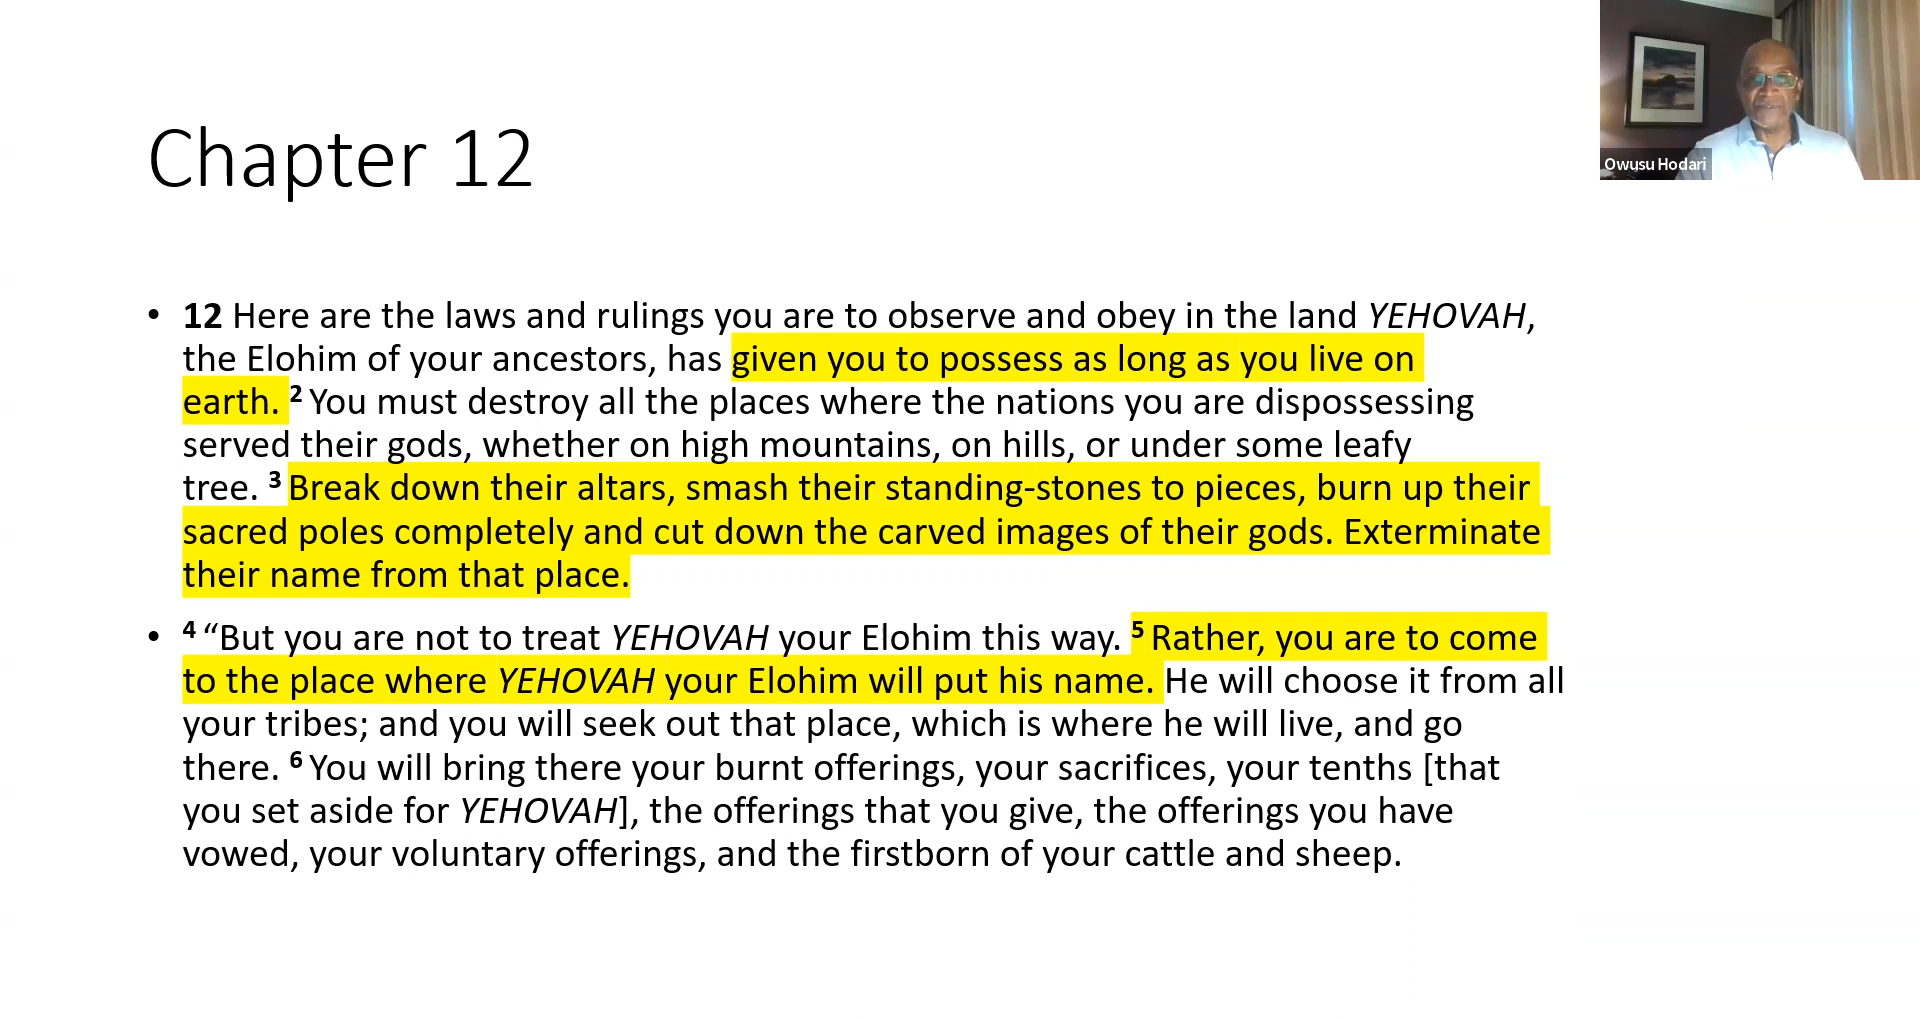 Chapter 12
Owusu Hodari
• 12 Here are the laws and rulings you are to observe and obey in the land YEHOVAH,
the Elohim of your ancestors, has given you to possess as long as you live on
earth. 2 You must destroy all the places where the nations you are dispossessing
served their gods, whether on high mountains, on hills, or under some leafy
tree. 3 Break down their altars, smash their standing-stones to pieces, burn up their
sacred poles completely and cut down the carved images of their gods. Exterminate
their name from that place.
• 4 “But you are not to treat YEHOVAH your Elohim this way. 5 Rather, you are to come
to the place where YEHOVAH your Elohim will put his name. He will choose it from all
your tribes; and you will seek out that place, which is where he will live, and go
there. 6 You will bring there your burnt offerings, your sacrifices, your tenths [that
you set aside for YEHOVAH], the offerings that you give, the offerings you have
vowed, your voluntary offerings, and the firstborn of your cattle and sheep.